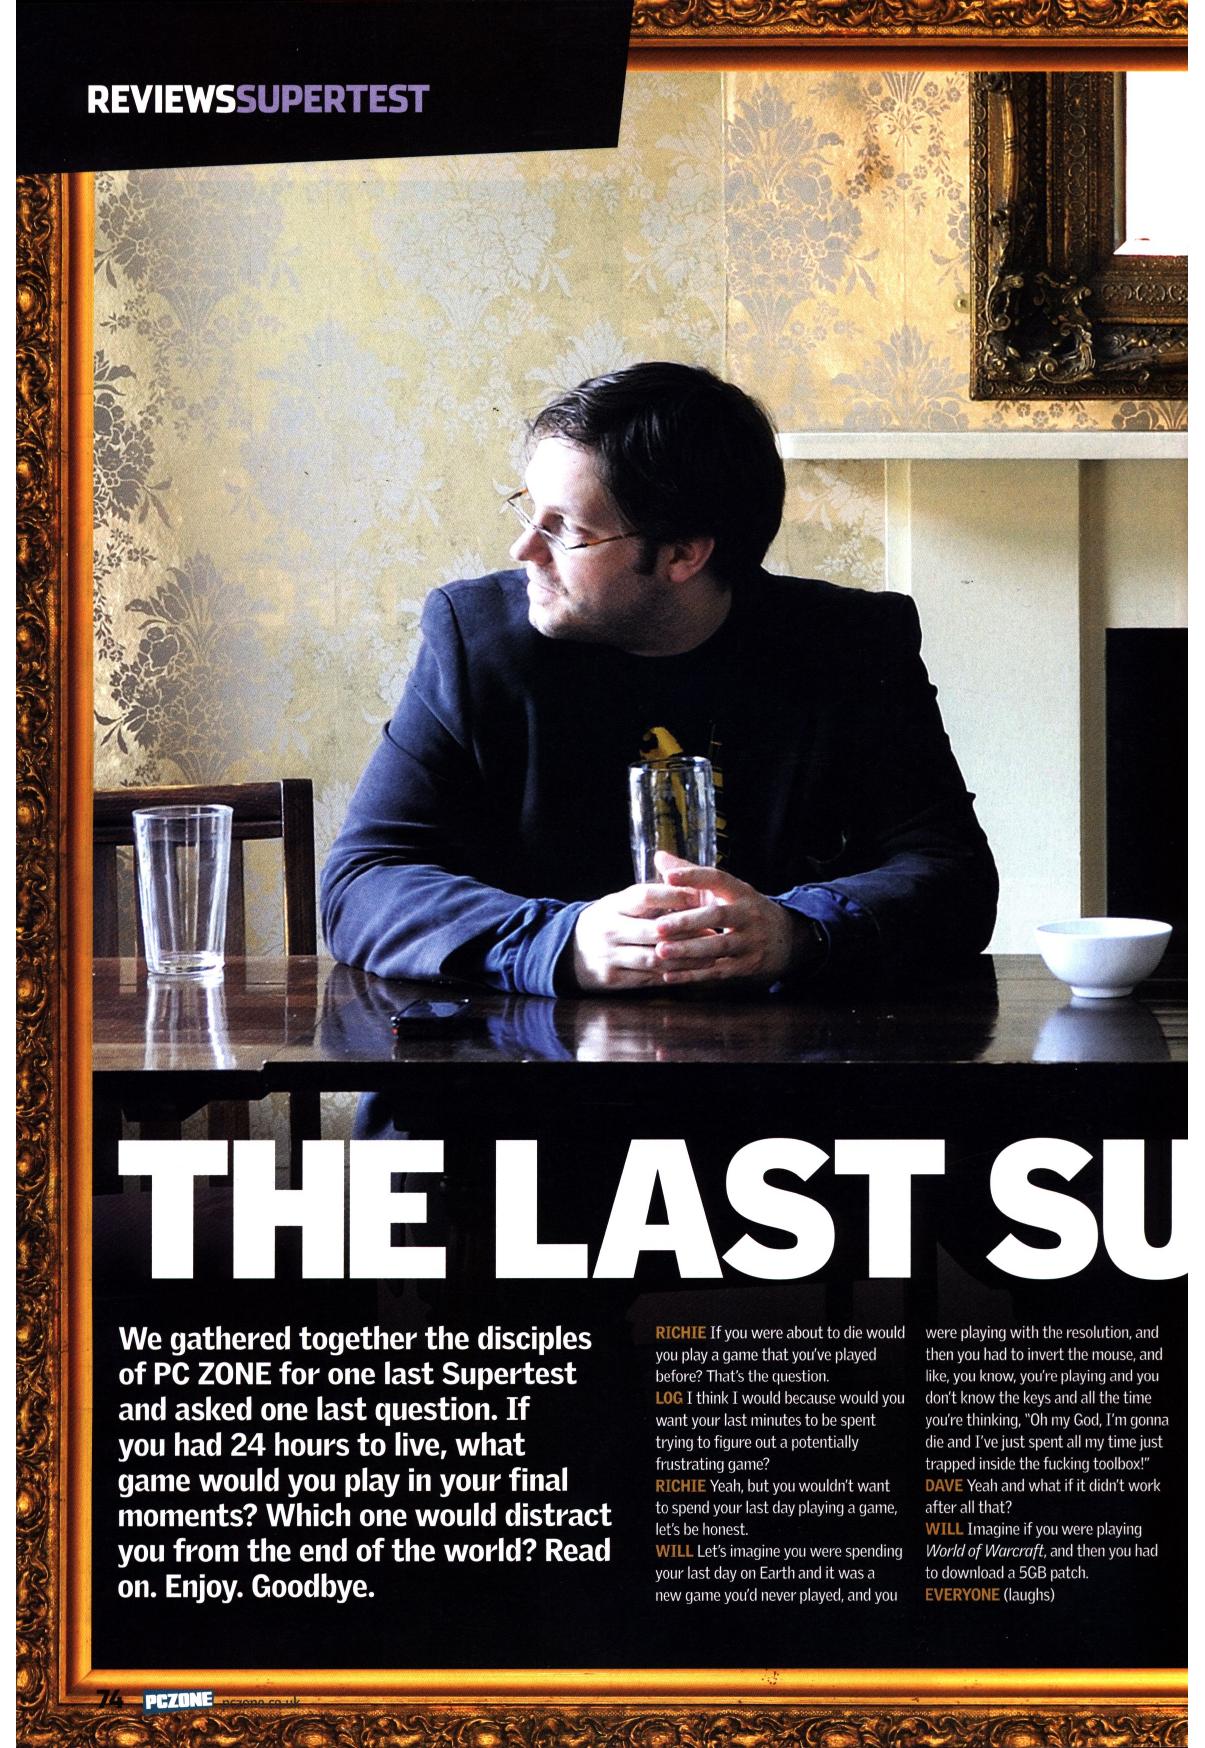 REVIEWSSUPERTEST
THE LAST SU
We gathered together the disciples
of PC ZONE for one last Supertest
and asked one last question. If
you had 24 hours to live, what
game would you play in your final
moments? Which one would distract
you from the end of the world? Read
on. Enjoy. Goodbye.
RICHIE If you were about to die would
you play a game that you've played
before? That's the question.
LOG I think I would because would you
want your last minutes to be spent
trying to figure out a potentially
frustrating game?
RICHIE Yeah, but you wouldn't want
to spend your last day playing a game,
let's be honest.
WILL Let's imagine you were spending
your last day on Earth and it was a
new game you'd never played, and you
were playing with the resolution, and
then you had to invert the mouse, and
like, you know, you're playing and you
don't know the keys and all the time
you're thinking, "Oh my God, I'm gonna
die and I've just spent all my time just
trapped inside the fucking toolbox!"
DAVE Yeah and what if it didn't work
after all that?
WILL Imagine if you were playing
World of Warcraft, and then you had
to download a 5GB patch.
EVERYONE (laughs)
74 PCZONE pczone.co.uk